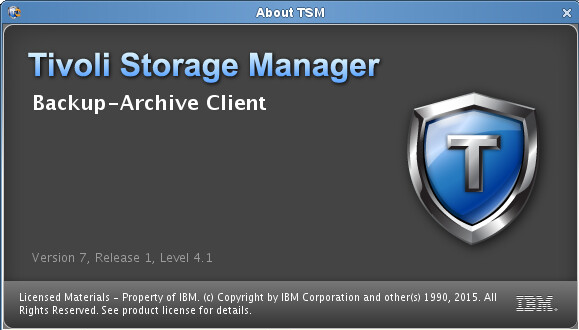 About TSM
Tivoli Storage Manager
Backup-Archive Client
T
Version 7, Release 1, Level 4.1
Licensed Materials - Property of IBM. (c) Copyright by IBM Corporation and other(s) 1990, 2015. All
Rights Reserved. See product license for details.
IBM.